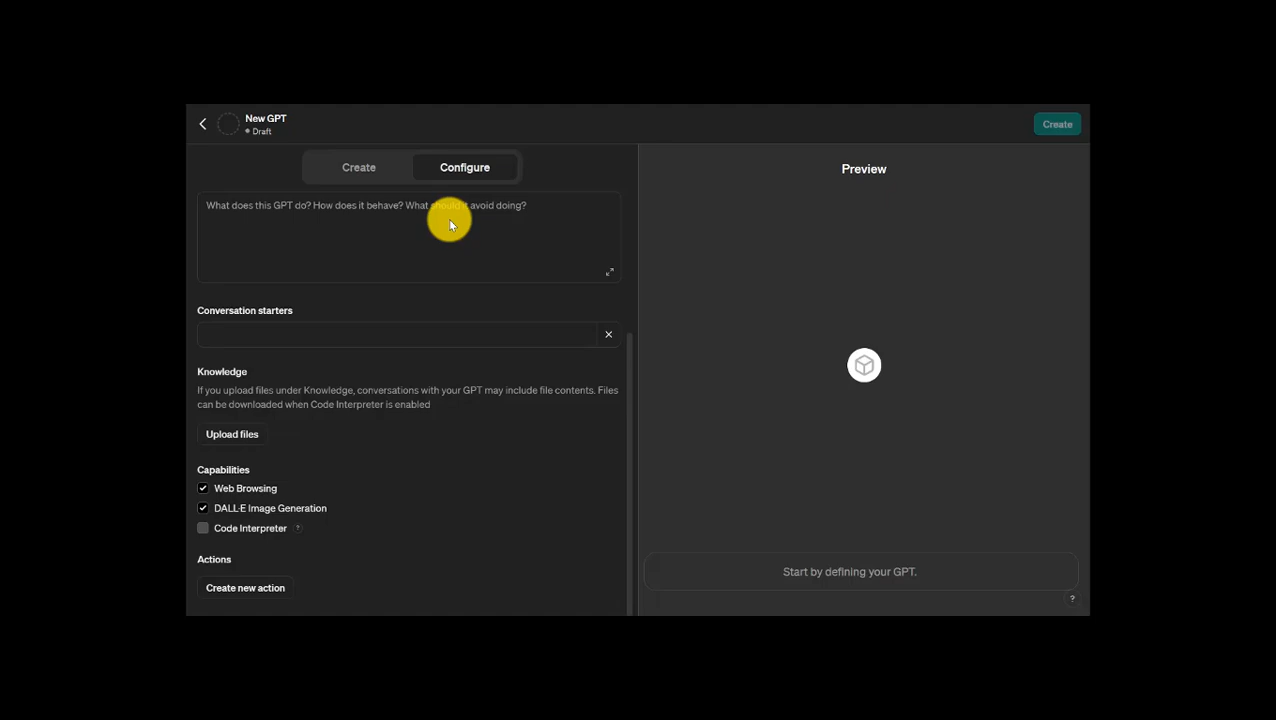 New GPT
Draft
Create
Create
Configure
Preview
What does this GPT do? How does it behave? What should it avoid doing?
Conversation starters
Knowledge
If you upload files under Knowledge, conversations with your GPT may include file contents. Files
can be downloaded when Code Interpreter is enabled
Upload files
Capabilities
Web Browsing
DALL·E Image Generation
Code Interpreter ?
Actions
Create new action
Start by defining your GPT.
?